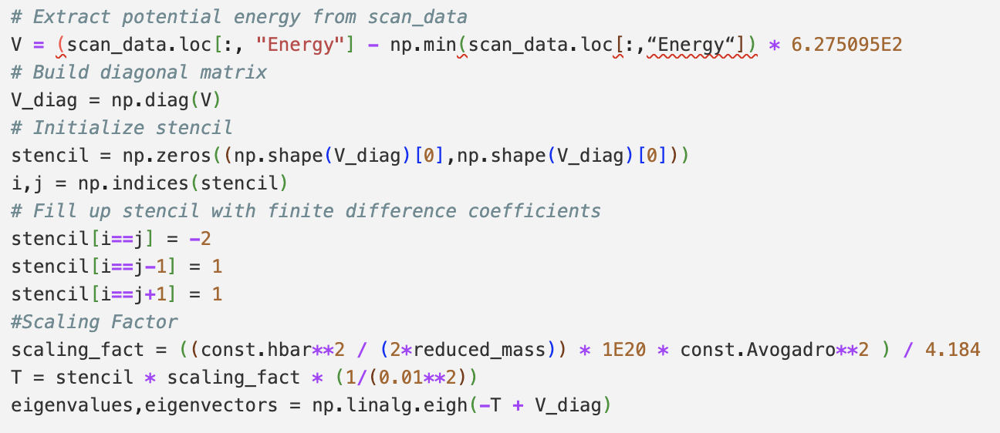 # Extract potential energy from scan_data
V = (scan_data.loc[:, "Energy"] - np.min(scan_data.loc[:,“Energy“]) * 6.275095E2
# Build diagonal matrix
V_diag = np.diag(V)
# Initialize stencil
stencil = np.zeros((np.shape(V_diag)[0],np.shape(V_diag)[0]))
i,j = np.indices(stencil)
# Fill up stencil with finite difference coefficients
stencil[i==j] = -2
stencil[i==j-1] = 1
stencil[i==j+1] = 1
#Scaling Factor
scaling_fact = ((const.hbar**2 / (2*reduced_mass)) * 1E20 * const.Avogadro**2 ) / 4.184
T = stencil * scaling_fact * (1/(0.01**2))
eigenvalues,eigenvectors = np.linalg.eigh(-T + V_diag)